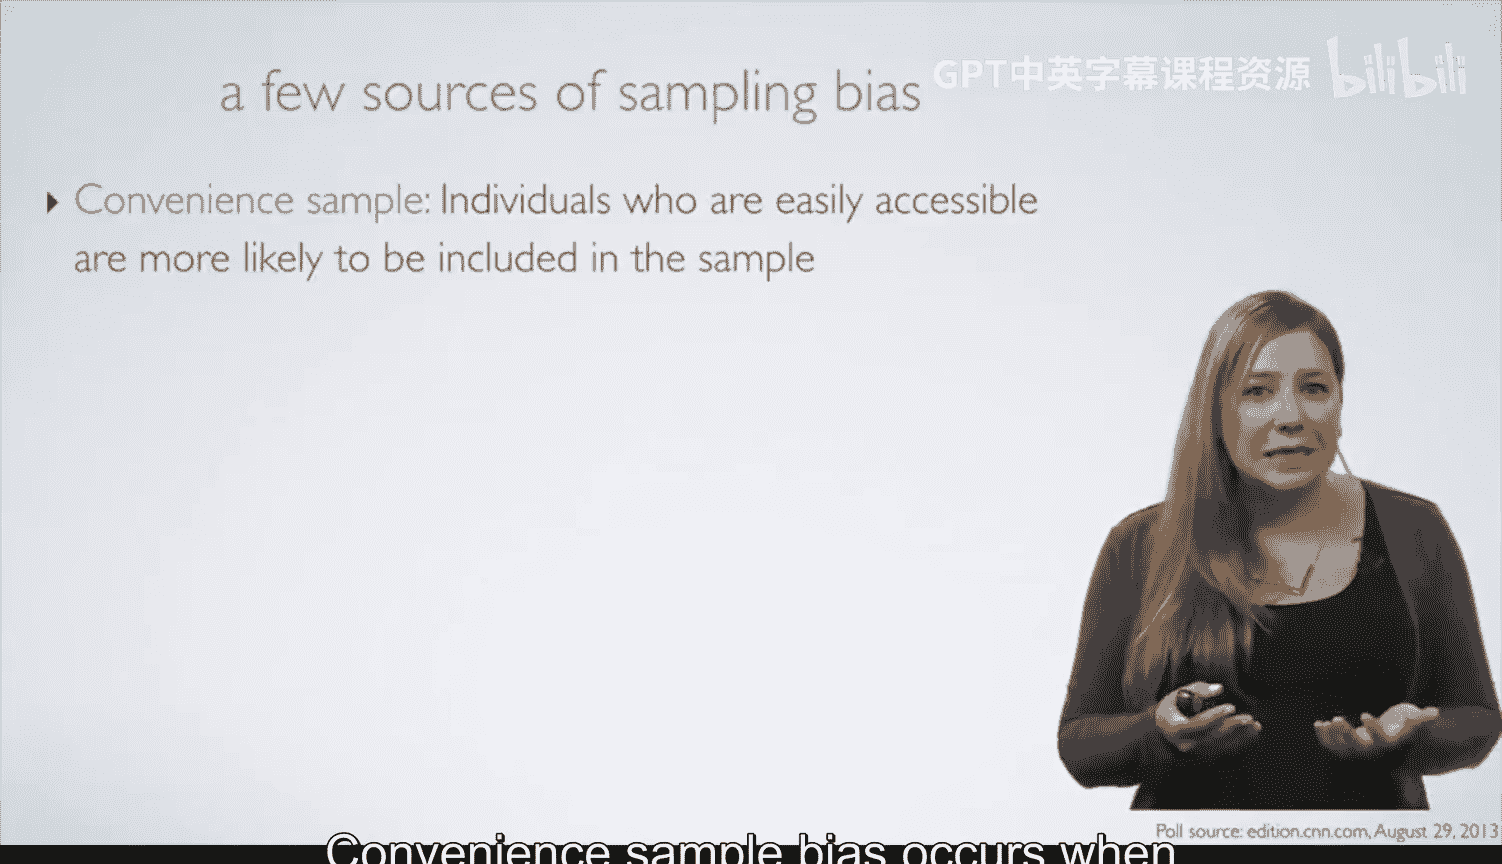 GPT中英字幕课程资源 bilibili
a few sources of sampling bias
Convenience sample: Individuals who are easily accessible
are more likely to be included in the sample
Poll source: edition.cnn.com, August 29, 2013
Convenience sample bias occurs when